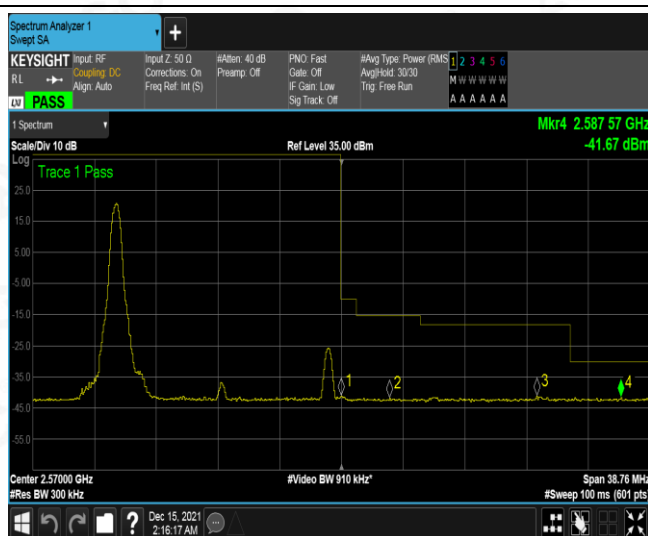 Spectrum Analyzer 1
Swept SA
+
KEYSIGHT Input: RF Input Z: 50 Ω #Atten: 40 dB PNO: Fast #Avg Type: Power (RMS 1 2 3 4 5 6
RL Coupling: DC Corrections: On Preamp: Off Gate: Off Avg|Hold: 30/30 M W W W W W
Align: Auto Freq Ref: Int (S) IF Gain: Low Trig: Free Run
Sig Track: Off A A A A A A
LXI PASS
1 Spectrum Mkr4 2.587 57 GHz
Scale/Div 10 dB Ref Level 35.00 dBm -41.67 dBm
Log
Trace 1 Pass
25.0
15.0
5.00
-5.00
-15.0
-25.0
-35.0
1 2 3 4
-45.0
-55.0
Center 2.57000 GHz #Video BW 910 kHz* Span 38.76 MHz
#Res BW 300 kHz #Sweep 100 ms (601 pts)
? Dec 15, 2021
2:16:17 AM